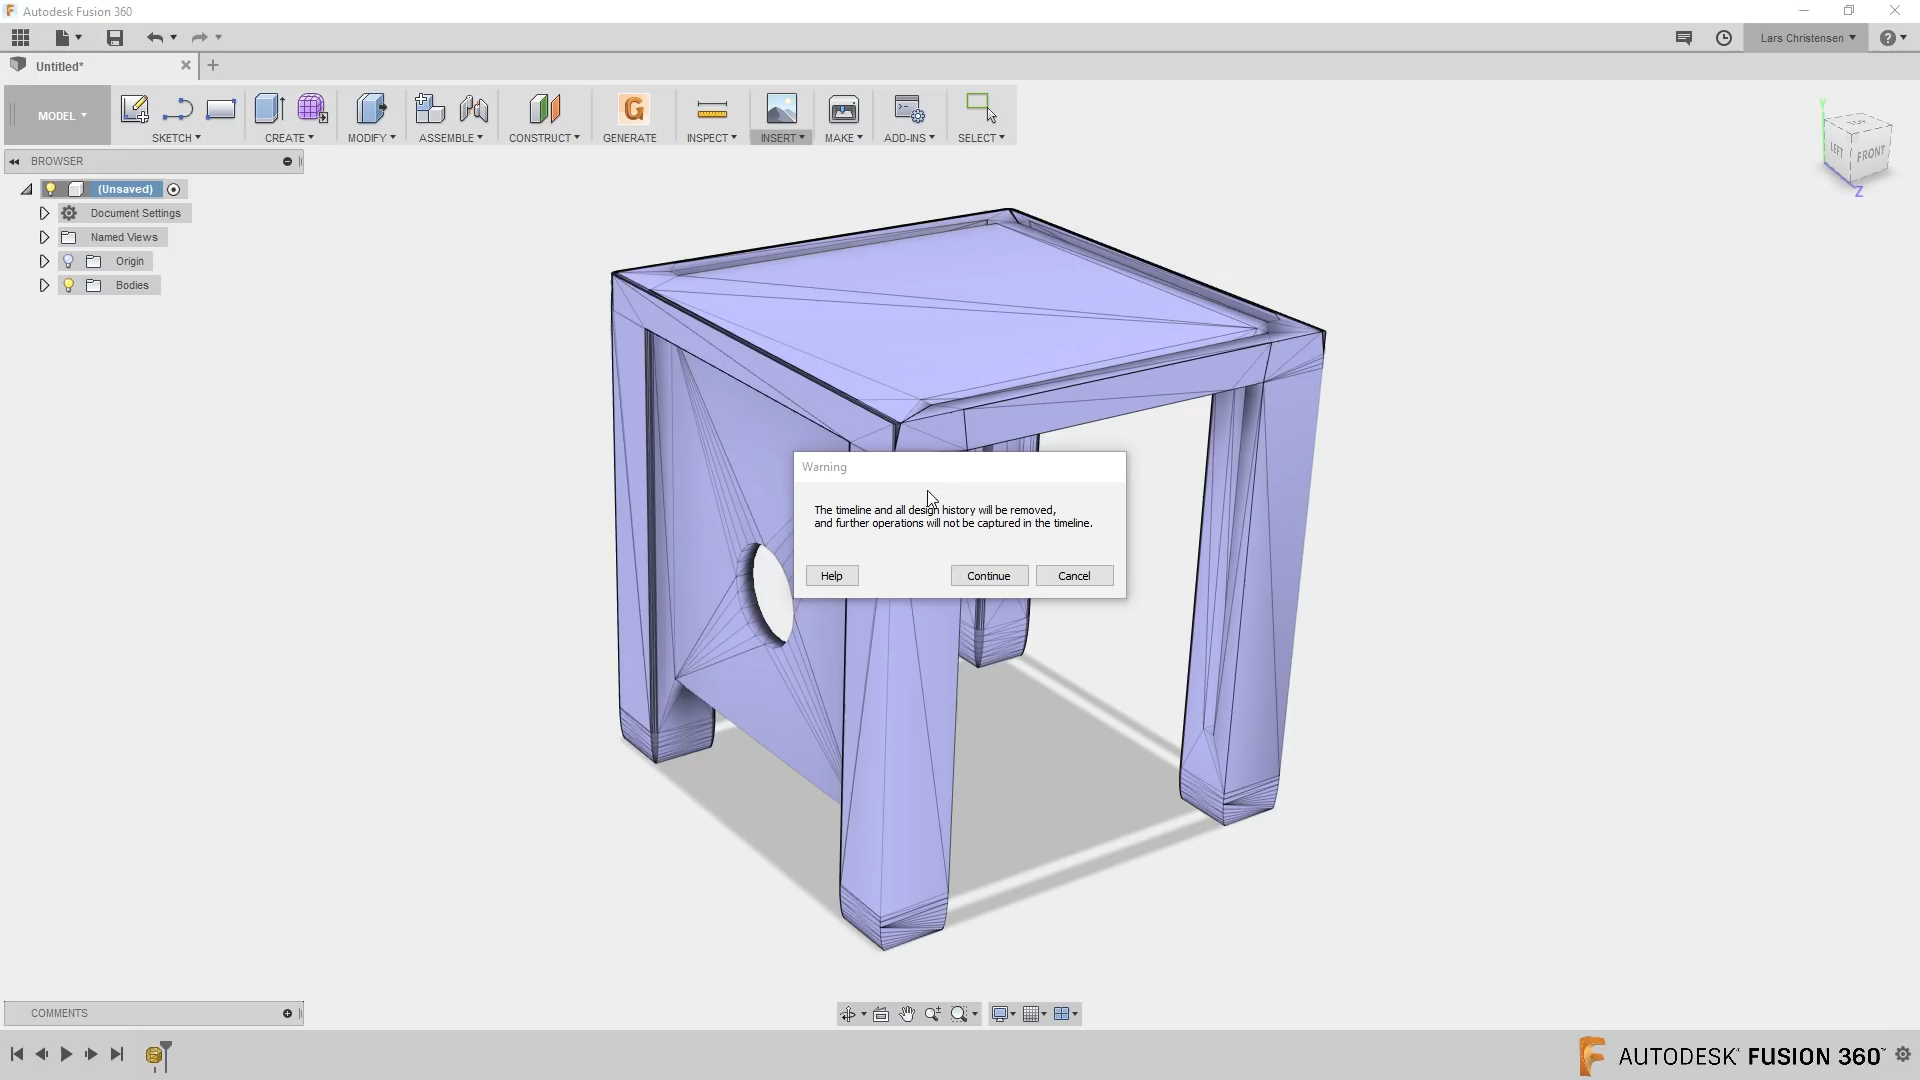 Autodesk Fusion 360
Lars Christensen
Untitled*
MODEL
SKETCH
CREATE
MODIFY
ASSEMBLE
CONSTRUCT
GENERATE
INSPECT
INSERT
MAKE
ADD-INS
SELECT
BROWSER
(Unsaved)
Document Settings
Named Views
Origin
Bodies
Y
TOP
LEFT
FRONT
Z
Warning
The timeline and all design history will be removed,
and further operations will not be captured in the timeline.
Help
Continue
Cancel
COMMENTS
AUTODESK® FUSION 360™